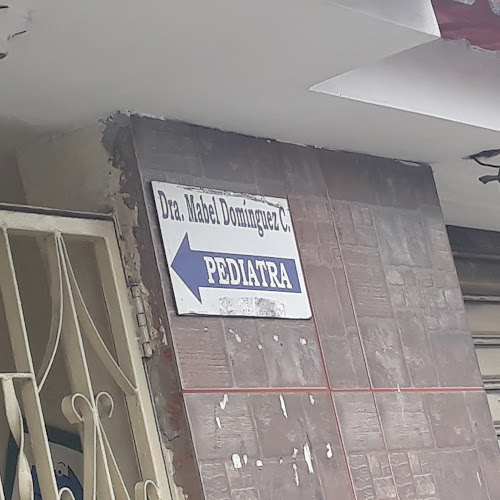 Dra. Mabel Domínguez C.
PEDIATRA